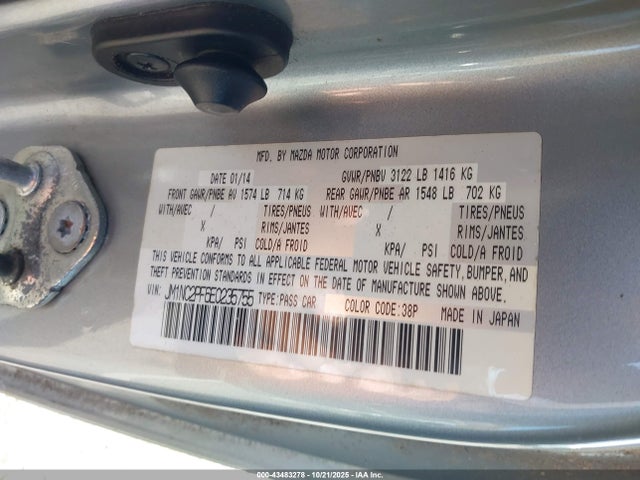 MFD. BY MAZDA MOTOR CORPORATION
DATE 01/14 GVWR/PNBV 3122 LB 1416 KG
FRONT GAWR/PNBE AV 1574 LB 714 KG REAR GAWR/PNBE AR 1548 LB 702 KG
WITH/AVEC / TIRES/PNEUS WITH/AVEC / TIRES/PNEUS
X RIMS/JANTES X RIMS/JANTES
KPA/ PSI COLD/A FROID KPA/ PSI COLD/A FROID
THIS VEHICLE CONFORMS TO ALL APPLICABLE FEDERAL MOTOR VEHICLE SAFETY, BUMPER, AND
THEFT PREVENTION STANDARDS IN EFFECT ON THE DATE OF MANUFACTURE SHOWN ABOVE.
VIN: JM1NC2PF6E0235755 TYPE:PASS CAR COLOR CODE:38P MADE IN JAPAN
000-43483278 - 10/21/2025 - IAA Inc.